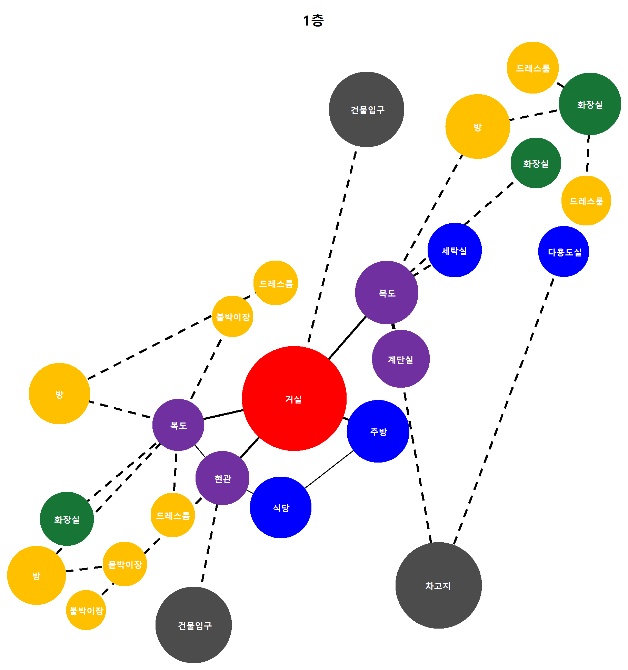 1층
드레스룸
화장실
건물입구
방
화장실
드레스룸
세탁실
다용도실
드레스룸
복도
붙박이장
계단실
방
거실
복도
주방
현관
식당
드레스룸
화장실
붙박이장
방
차고지
붙박이장
건물입구